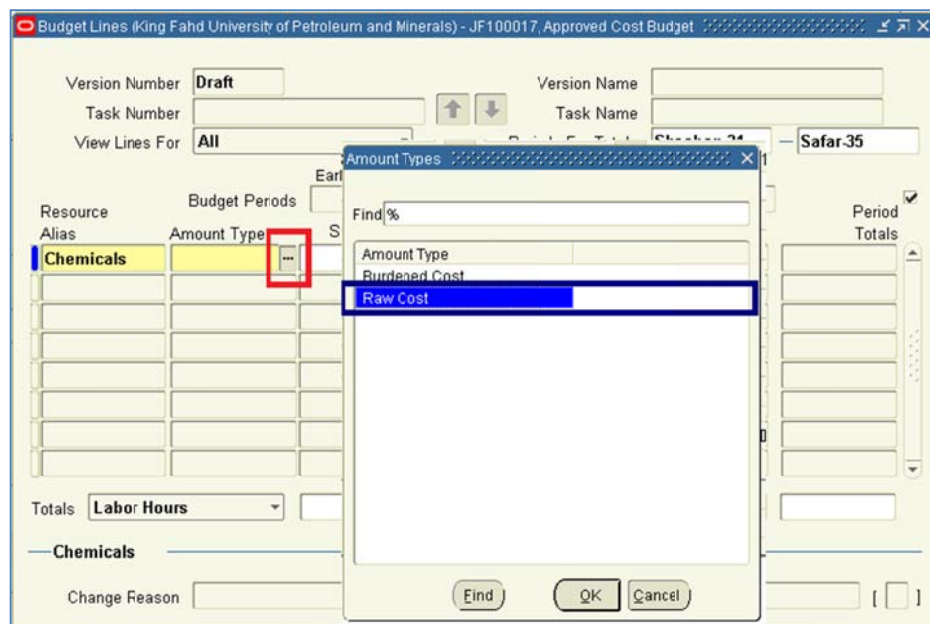 Budget Lines (King Fahd University of Petroleum and Minerals) - JF100017, Approved Cost Budget
Version Number Draft Version Name
Task Number Task Name
View Lines For All Safar-35
Amount Types
Budget Periods
Find %
Resource Alias
Amount Type
Period Totals
Chemicals
...
Amount Type
Burdened Cost
Raw Cost
Totals Labor Hours
Chemicals
Change Reason [ ]
Find OK Cancel